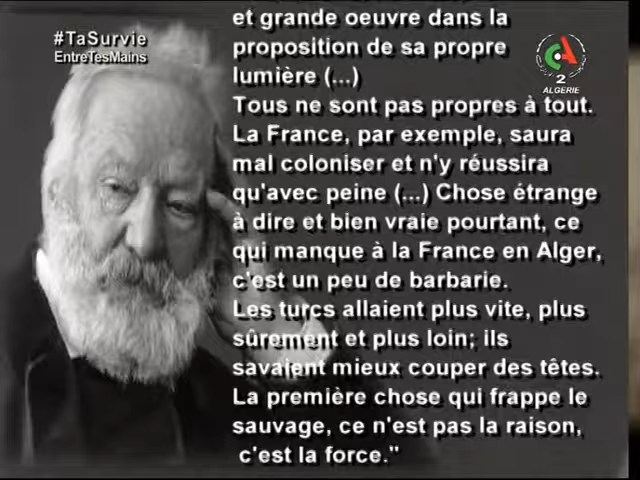 et grande oeuvre dans la
#TaSurvie
EntreTesMains
proposition de sa propre
lumière (...)
2
ALGERIE
Tous ne sont pas propres à tout.
La France, par exemple, saura
mal coloniser et n'y réussira
qu'avec peine (...) Chose étrange
à dire et bien vraie pourtant, ce
qui manque à la France en Alger,
c'est un peu de barbarie.
Les turcs allaient plus vite, plus
sûrement et plus loin; ils
savaient mieux couper des têtes.
La première chose qui frappe le
sauvage, ce n'est pas la raison,
c'est la force."